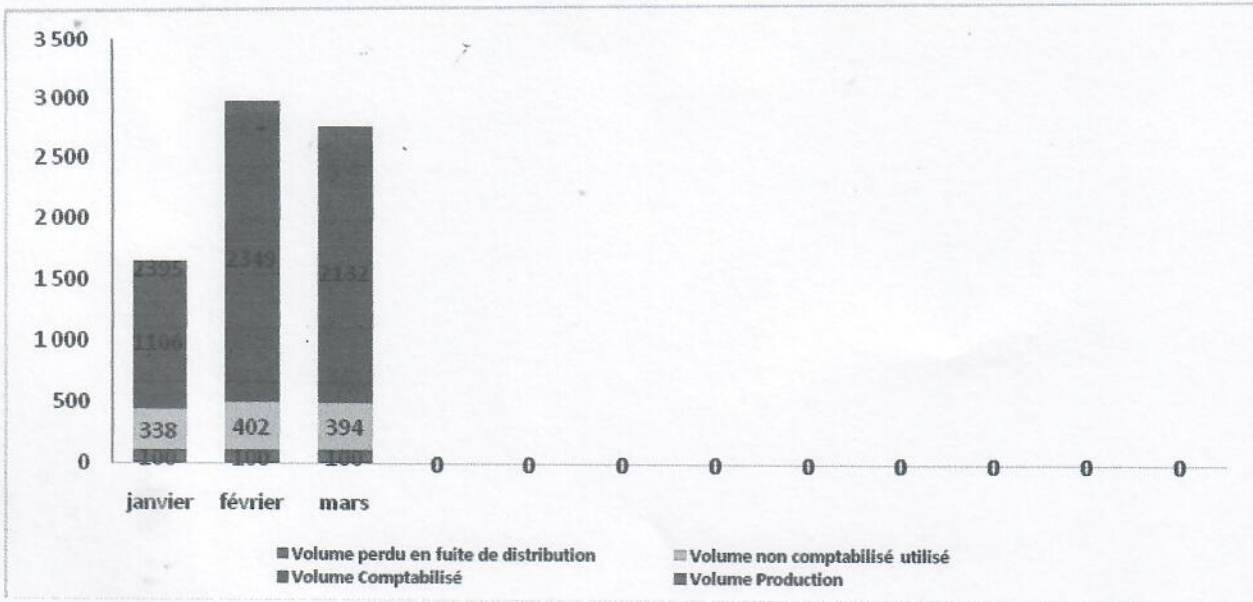 3 500
3 000
2 500
2 000
1 500
1 000
500
0
2395 2349 2132
1106
338 402 394
100 100 100 0 0 0 0 0 0 0 0 0
janvier février mars
Volume perdu en fuite de distribution Volume non comptabilisé utilisé
Volume Comptabilisé Volume Production